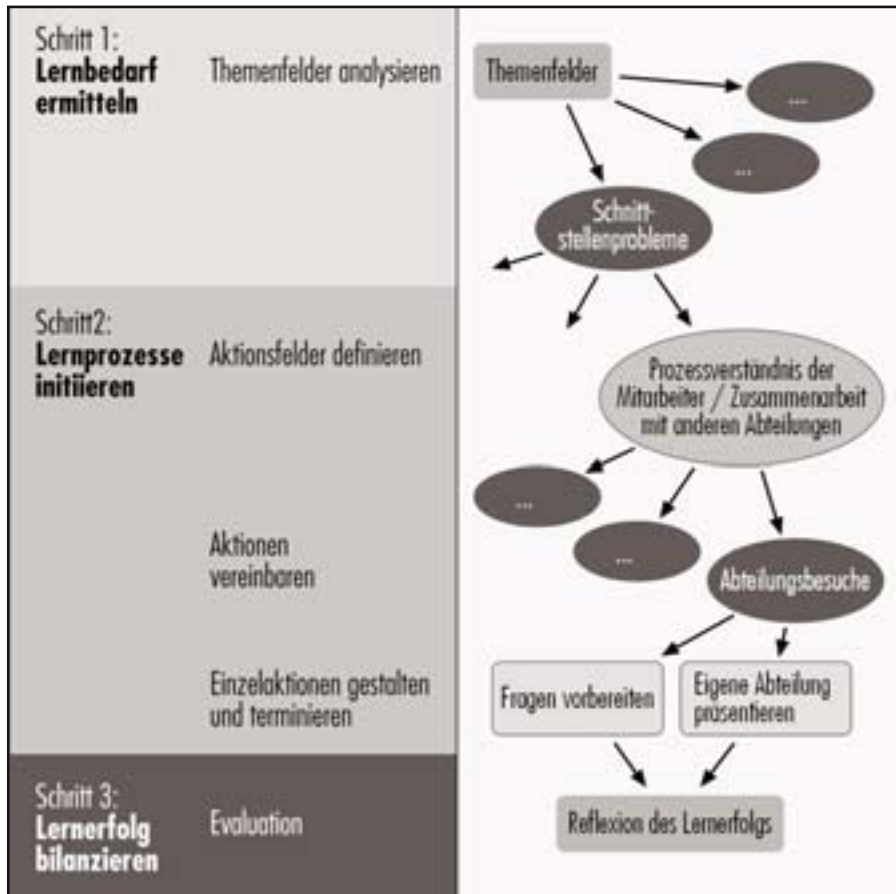 Schritt 1:
Lernbedarf
ermitteln
Themenfelder analysieren
Themenfelder
...
...
Schnitt-
stellenprobleme
Schritt2:
Lernprozesse
initiieren
Aktionsfelder definieren
Prozessverständnis der
Mitarbeiter / Zusammenarbeit
mit anderen Abteilungen
...
...
Aktionen
vereinbaren
Abteilungsbesuche
Einzelaktionen gestalten
und terminieren
Fragen vorbereiten
Eigene Abteilung
präsentieren
Schritt 3:
Lernerfolg
bilanzieren
Evaluation
Reflexion des Lernerfolgs